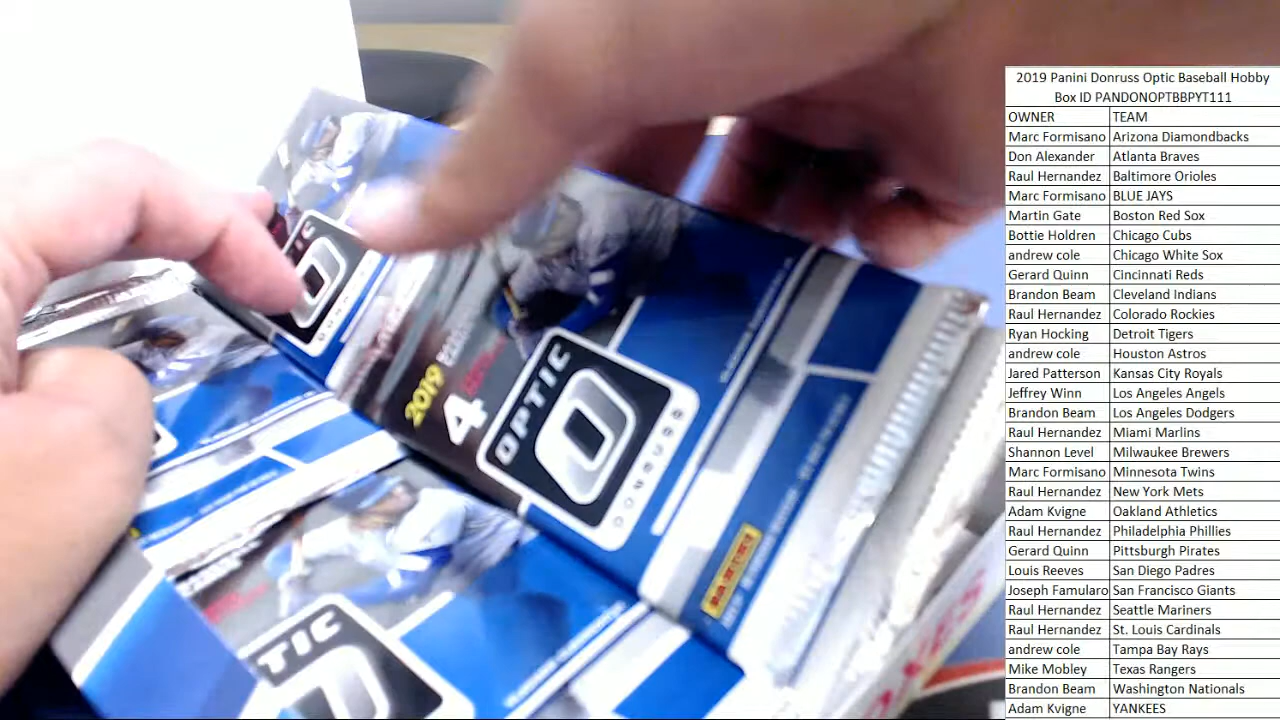 2019 Panini Donruss Optic Baseball Hobby
Box ID PANDONOPTBBPYT111
OWNER TEAM
Marc Formisano Arizona Diamondbacks
Don Alexander Atlanta Braves
Raul Hernandez Baltimore Orioles
Marc Formisano BLUE JAYS
Martin Gate Boston Red Sox
Bottie Holdren Chicago Cubs
andrew cole Chicago White Sox
Gerard Quinn Cincinnati Reds
Brandon Beam Cleveland Indians
Raul Hernandez Colorado Rockies
Ryan Hocking Detroit Tigers
andrew cole Houston Astros
Jared Patterson Kansas City Royals
Jeffrey Winn Los Angeles Angels
Brandon Beam Los Angeles Dodgers
Raul Hernandez Miami Marlins
Shannon Level Milwaukee Brewers
Marc Formisano Minnesota Twins
Raul Hernandez New York Mets
Adam Kvigne Oakland Athletics
Raul Hernandez Philadelphia Phillies
Gerard Quinn Pittsburgh Pirates
Louis Reeves San Diego Padres
Joseph Famularo San Francisco Giants
Raul Hernandez Seattle Mariners
Raul Hernandez St. Louis Cardinals
andrew cole Tampa Bay Rays
Mike Mobley Texas Rangers
Brandon Beam Washington Nationals
Adam Kvigne YANKEES
2019
4
OPTIC
DONRUSS
PANINI